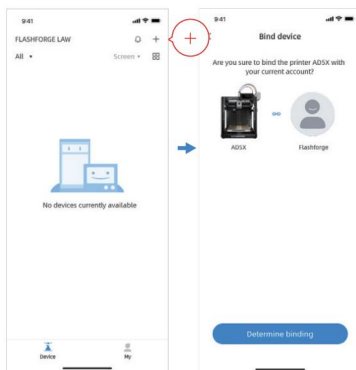 9:41
FLASHFORGE LAW
All
Screen
No devices currently available
Device
My
9:41
Bind device
Are you sure to bind the printer AD5X with
your current account?
AD5X
Flashforge
Determine binding